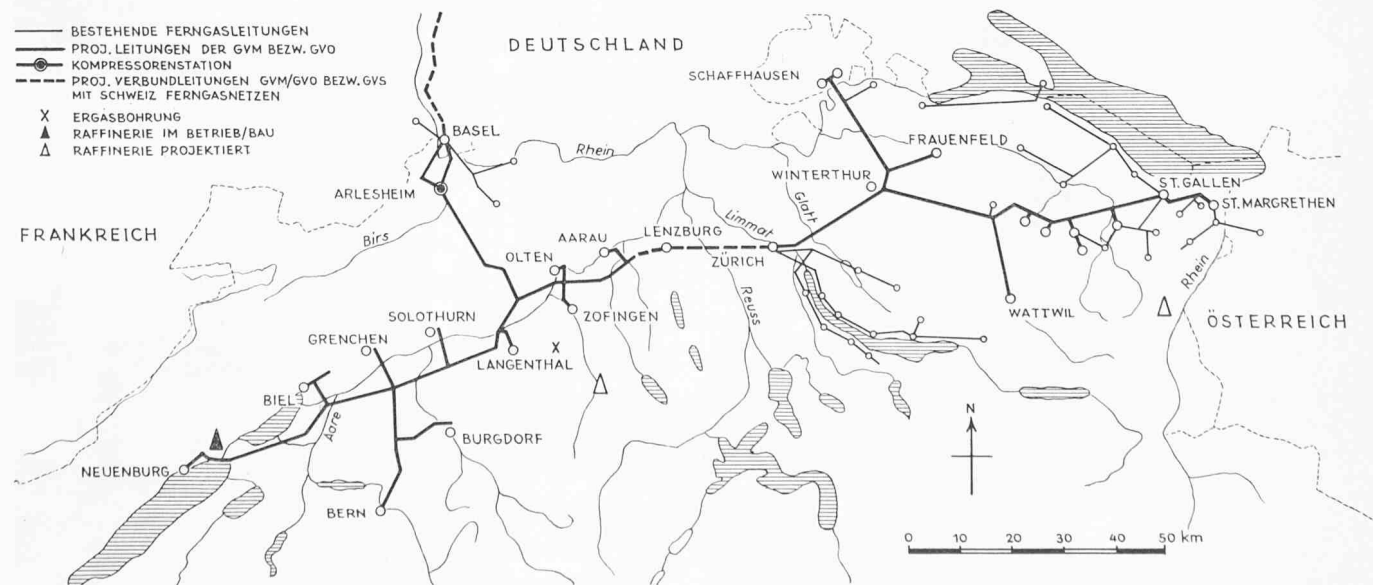 BESTEHENDE FERNGASLEITUNGEN
PROJ. LEITUNGEN DER GVM BEZW. GVO
KOMPRESSORENSTATION
PROJ. VERBUNDLEITUNGEN GVM/GVO BEZW. GVS
MIT SCHWEIZ FERNGASNETZEN
X ERGASBOHRUNG
RAFFINERIE IM BETRIEB/BAU
RAFFINERIE PROJEKTIERT
DEUTSCHLAND
SCHAFFHAUSEN
BASEL
Rhein
FRAUENFELD
WINTERTHUR
ARLESHEIM
ST. GALLEN
ST. MARGRETHEN
Glatt
Limmat
FRANKREICH
Birs
AARAU
LENZBURG
OLTEN
ZÜRICH
Rhein
Reuss
SOLOTHURN
ZOFINGEN
WATTWIL
ÖSTERREICH
GRENCHEN
LANGENTHAL
X
BIEL
Aare
N
BURGDORF
NEUENBURG
BERN
0 10 20 30 40 50 km